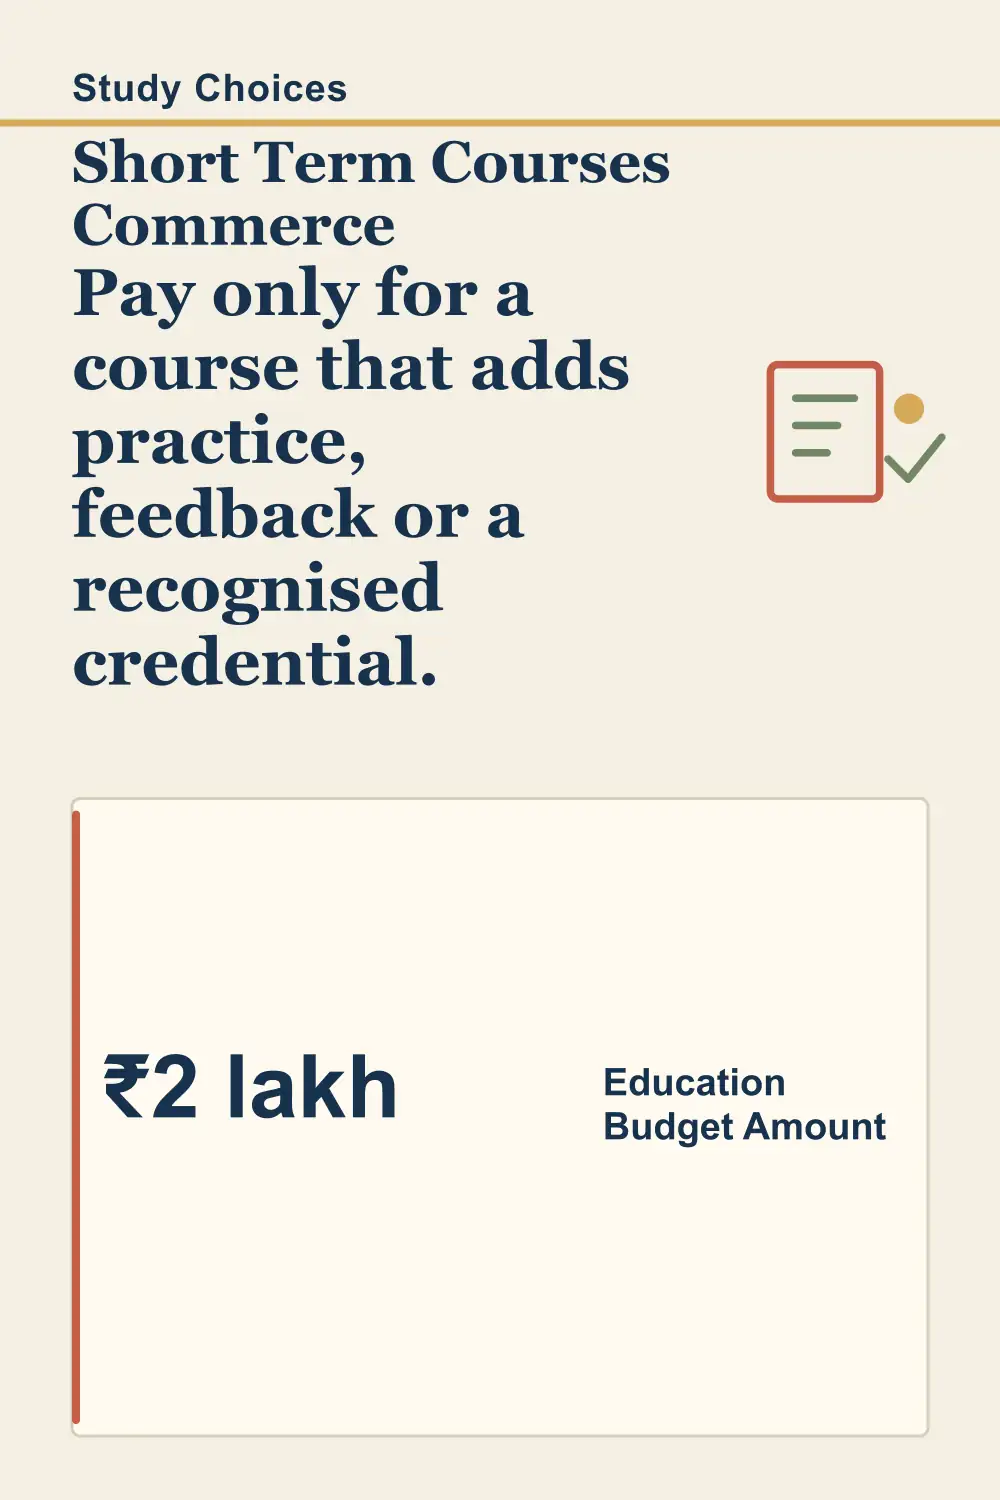 Study Choices
Short Term Courses
Commerce
Pay only for a
course that adds
practice,
feedback or a
recognised
credential.
₹2 lakh
Education
Budget Amount